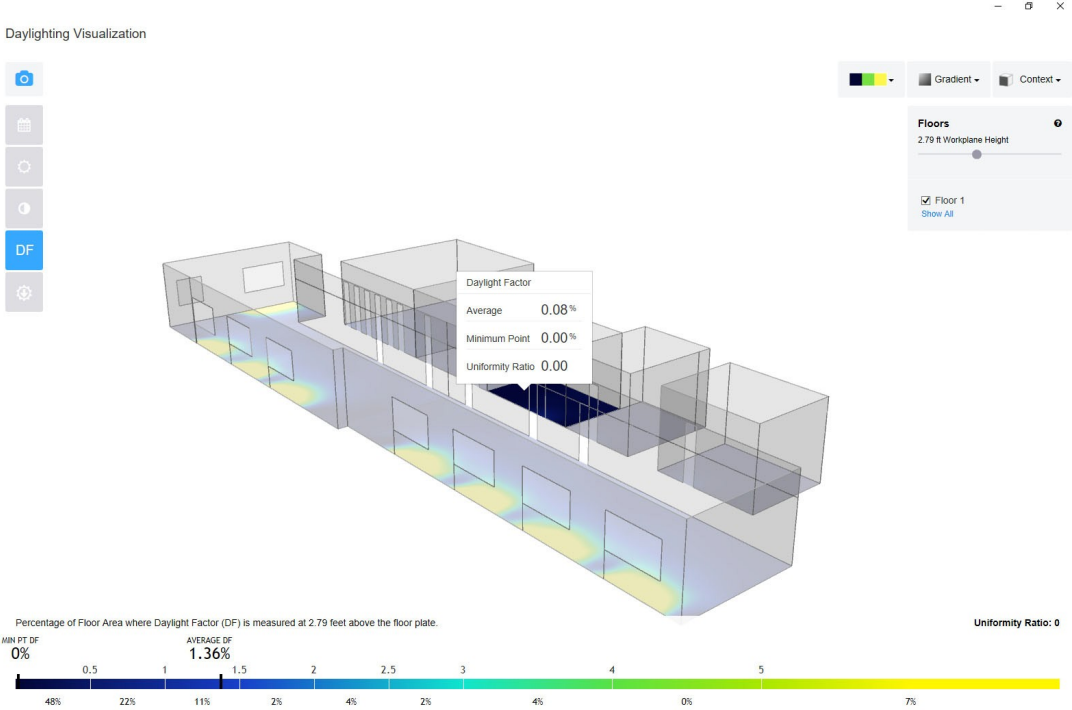 Daylighting Visualization
Gradient
Context
Floors
2.79 ft Workplane Height
Floor 1
Show All
DF
Daylight Factor
Average 0.08%
Minimum Point 0.00%
Uniformity Ratio 0.00
Percentage of Floor Area where Daylight Factor (DF) is measured at 2.79 feet above the floor plate.
Uniformity Ratio: 0
MIN PT DF AVERAGE DF
0% 1.36%
0.5 1 1.5 2 2.5 3 4 5
48% 22% 11% 2% 4% 2% 4% 0% 7%